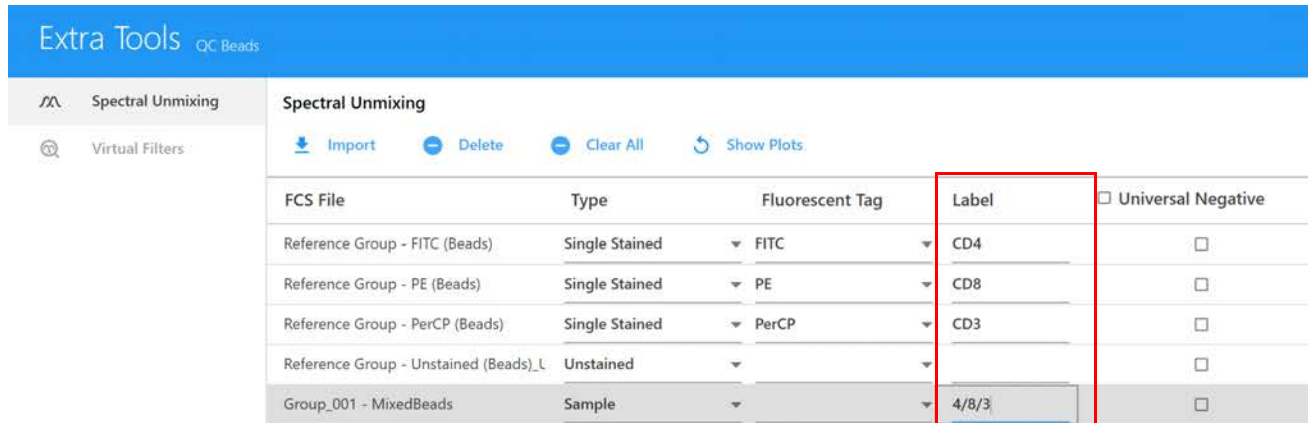 Extra Tools QC Beads
Spectral Unmixing
Virtual Filters
Spectral Unmixing
Import Delete Clear All Show Plots
FCS File Type Fluorescent Tag Label Universal Negative
Reference Group - FITC (Beads) Single Stained FITC CD4
Reference Group - PE (Beads) Single Stained PE CD8
Reference Group - PerCP (Beads) Single Stained PerCP CD3
Reference Group - Unstained (Beads)_U Unstained
Group_001 - MixedBeads Sample 4/8/3